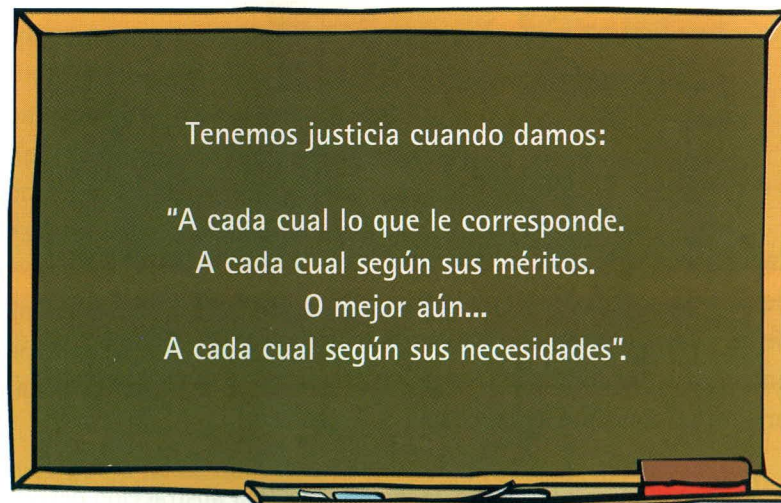 Tenemos justicia cuando damos:
"A cada cual lo que le corresponde.
A cada cual según sus méritos.
O mejor aún...
A cada cual según sus necesidades".